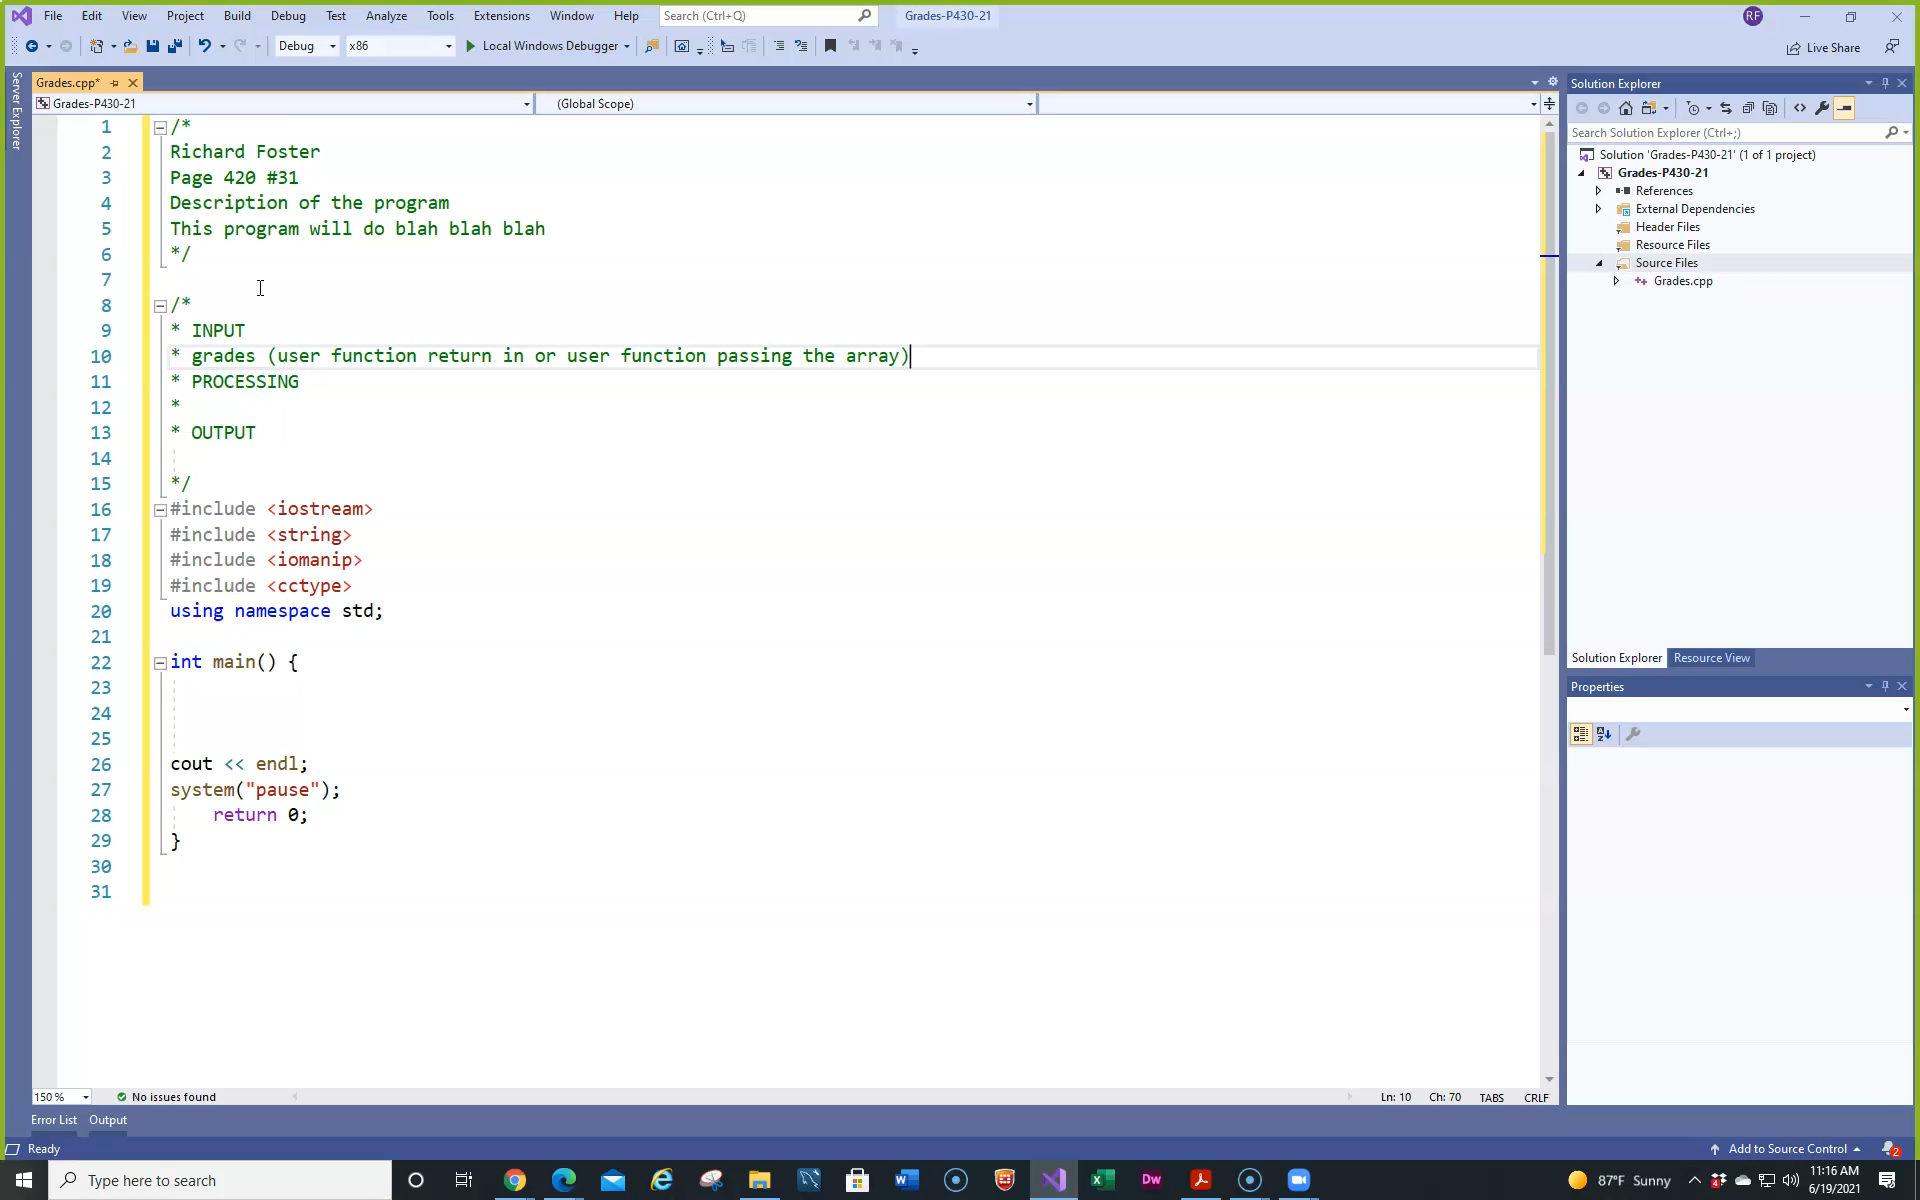 File Edit View Project Build Debug Test Analyze Tools Extensions Window Help Search (Ctrl+Q) Grades-P430-21 RF
Debug x86 Local Windows Debugger Live Share
Server Explorer
Grades.cpp*
Grades-P430-21 (Global Scope)
1 /*
2 Richard Foster
3 Page 420 #31
4 Description of the program
5 This program will do blah blah blah
6 */
7
8 /*
9 * INPUT
10 * grades (user function return in or user function passing the array)
11 * PROCESSING
12 *
13 * OUTPUT
14
15 */
16 #include <iostream>
17 #include <string>
18 #include <iomanip>
19 #include <cctype>
20 using namespace std;
21
22 int main() {
23
24
25
26 cout << endl;
27 system("pause");
28 return 0;
29 }
30
31
150 % No issues found Ln: 10 Ch: 70 TABS CRLF
Solution Explorer
Search Solution Explorer (Ctrl+;)
Solution 'Grades-P430-21' (1 of 1 project)
Grades-P430-21
References
External Dependencies
Header Files
Resource Files
Source Files
Grades.cpp
Solution Explorer Resource View
Properties
Error List Output
Ready Add to Source Control 2
Type here to search 87°F Sunny 11:16 AM
6/19/2021